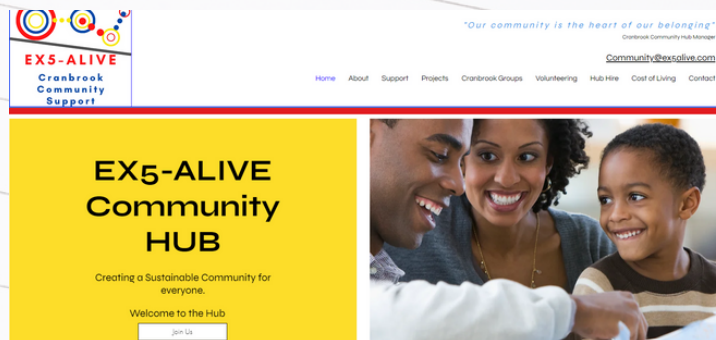 "Our community is the heart of our belonging"
Cranbrook Community Hub Manager
Community@ex5alive.com
EX5-ALIVE
Cranbrook
Community
Support
Home About Support Projects Cranbrook Groups Volunteering Hub Hire Cost of Living Contact
EX5-ALIVE
Community
HUB
Creating a Sustainable Community for
everyone.
Welcome to the Hub
Join Us